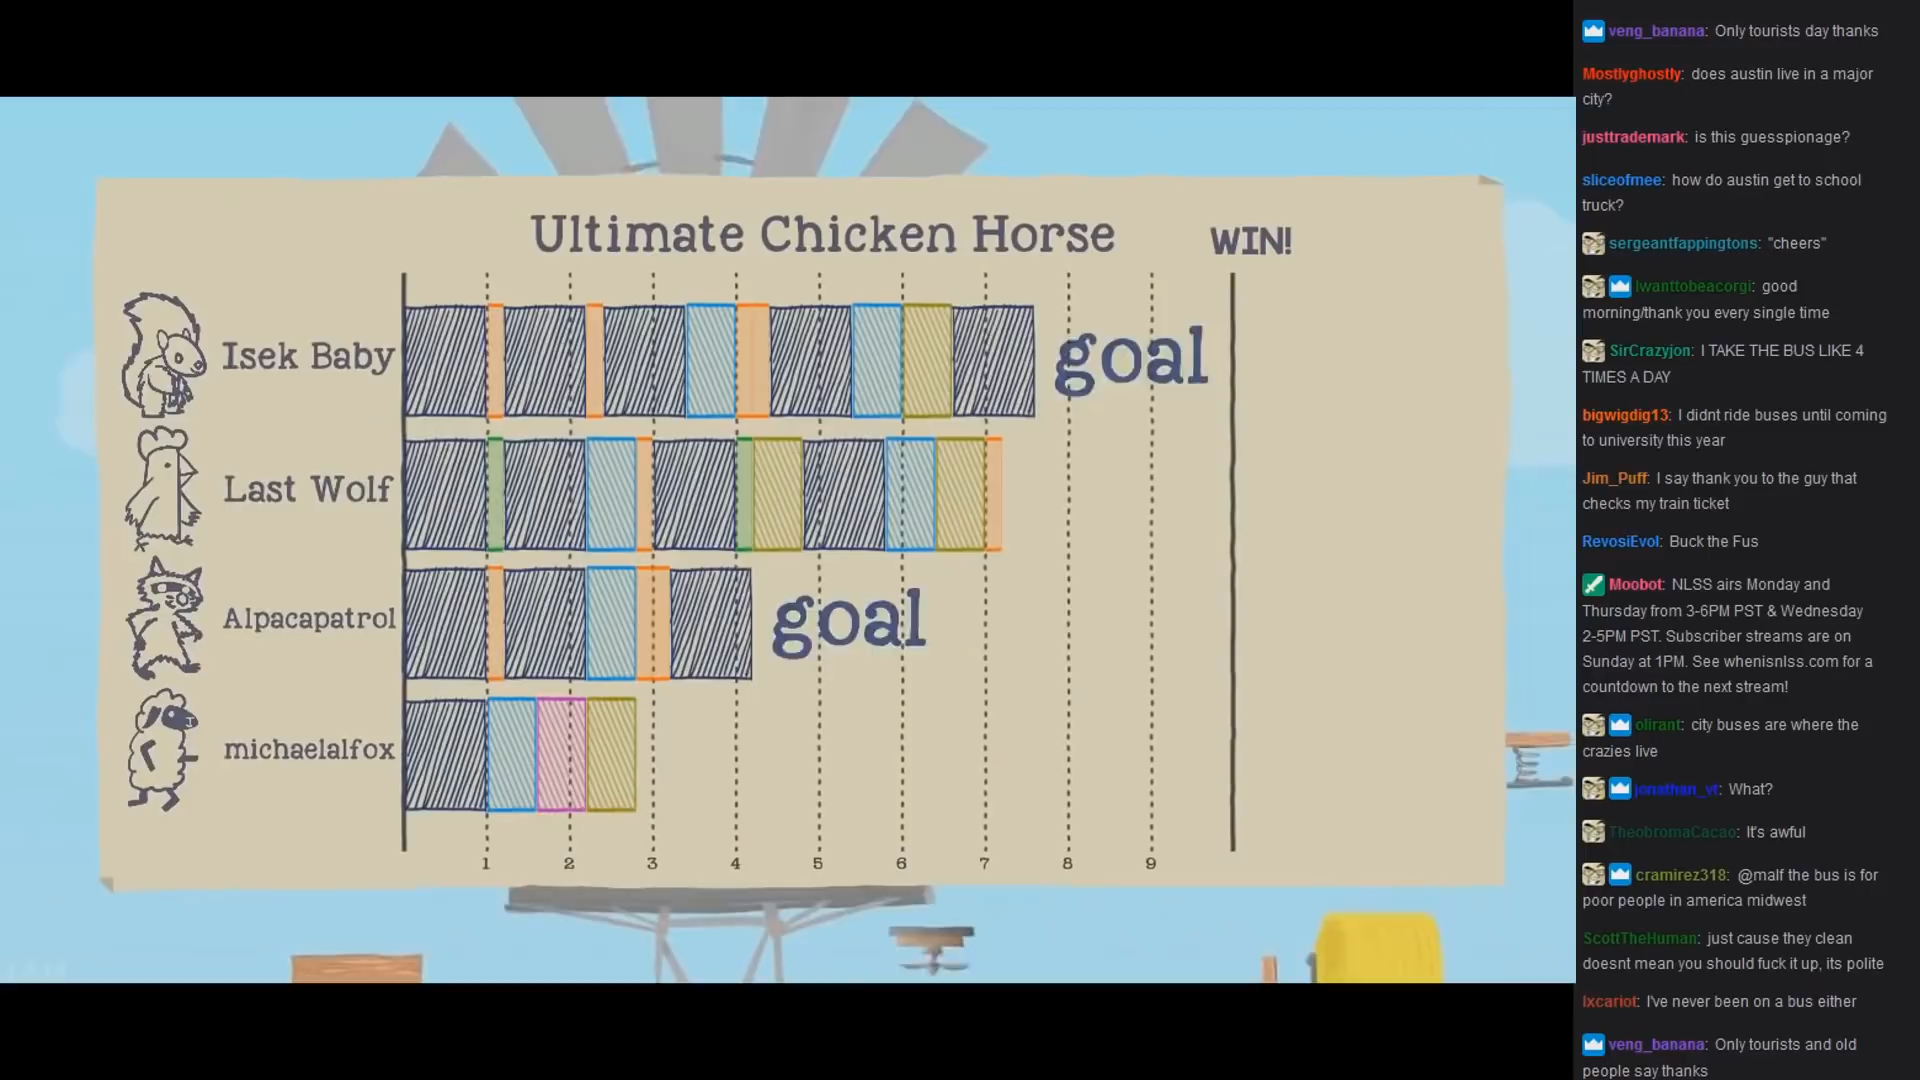 Ultimate Chicken Horse
WIN!
Isek Baby
goal
Last Wolf
Alpacapatrol
goal
michaelalfox
1 2 3 4 5 6 7 8 9
veng_banana: Only tourists day thanks
Mostlyghostly: does austin live in a major
city?
justtrademark: is this guesspionage?
sliceofmee: how do austin get to school
truck?
sergeantfappingtons: "cheers"
Iwanttobeacorgi: good
morning/thank you every single time
SirCrazyjon: I TAKE THE BUS LIKE 4
TIMES A DAY
bigwigdig13: I didnt ride buses until coming
to university this year
Jim_Puff: I say thank you to the guy that
checks my train ticket
RevosiEvol: Buck the Fus
Moobot: NLSS airs Monday and
Thursday from 3-6PM PST & Wednesday
2-5PM PST. Subscriber streams are on
Sunday at 1PM. See whenisnlss.com for a
countdown to the next stream!
olirant: city buses are where the
crazies live
jonathan_vt: What?
TheobromaCacao: It's awful
cramirez318: @malf the bus is for
poor people in america midwest
ScottTheHuman: just cause they clean
doesnt mean you should fuck it up, its polite
Ixcariot: I've never been on a bus either
veng_banana: Only tourists and old
people say thanks